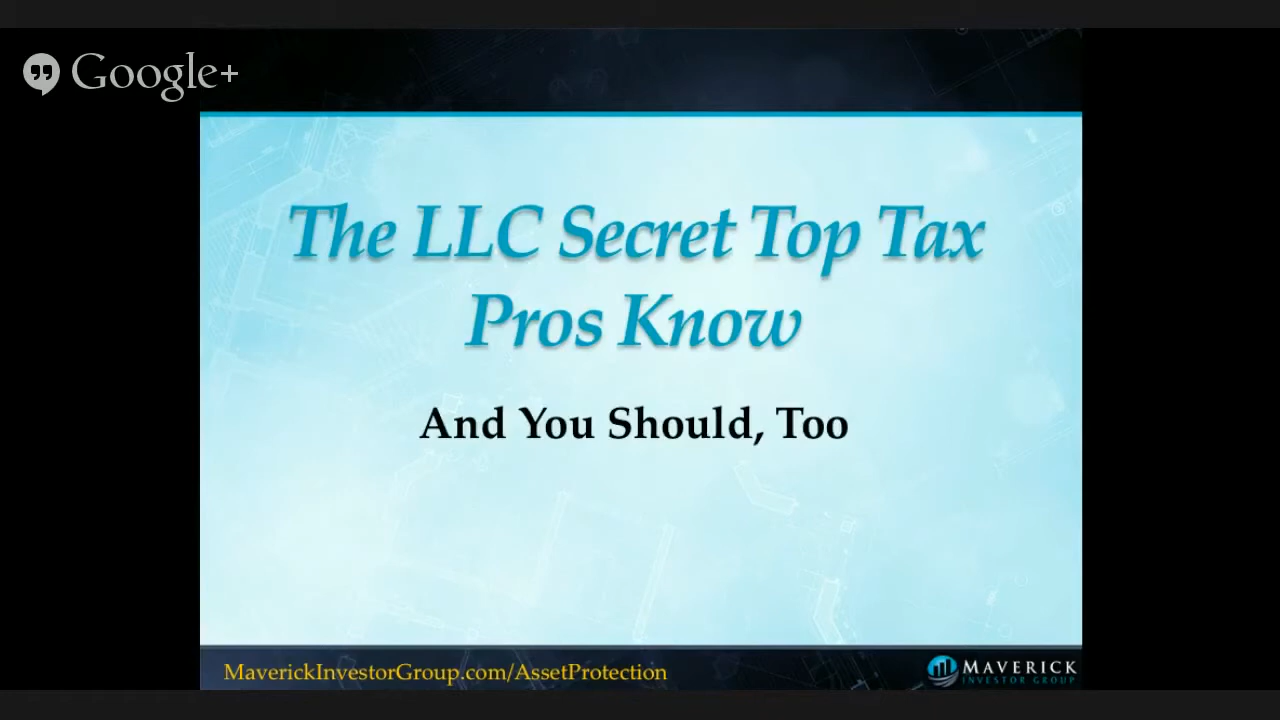 Google+
The LLC Secret Top Tax
Pros Know
And You Should, Too
MaverickInvestorGroup.com/AssetProtection
MAVERICK
INVESTOR GROUP